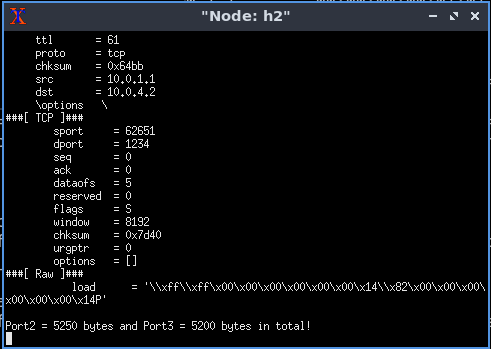 "Node: h2"
ttl = 61
proto = tcp
chksum = 0x64bb
src = 10.0.1.1
dst = 10.0.4.2
\options \
###[ TCP ]###
sport = 62651
dport = 1234
seq = 0
ack = 0
dataofs = 5
reserved = 0
flags = S
window = 8192
chksum = 0x7d40
urgptr = 0
options = []
###[ Raw ]###
load = '\\xff\\xff\x00\x00\x00\x00\x00\x00\x00\x14\\x82\x00\x00\x00\
x00\x00\x00\x14P'
Port2 = 5250 bytes and Port3 = 5200 bytes in total!